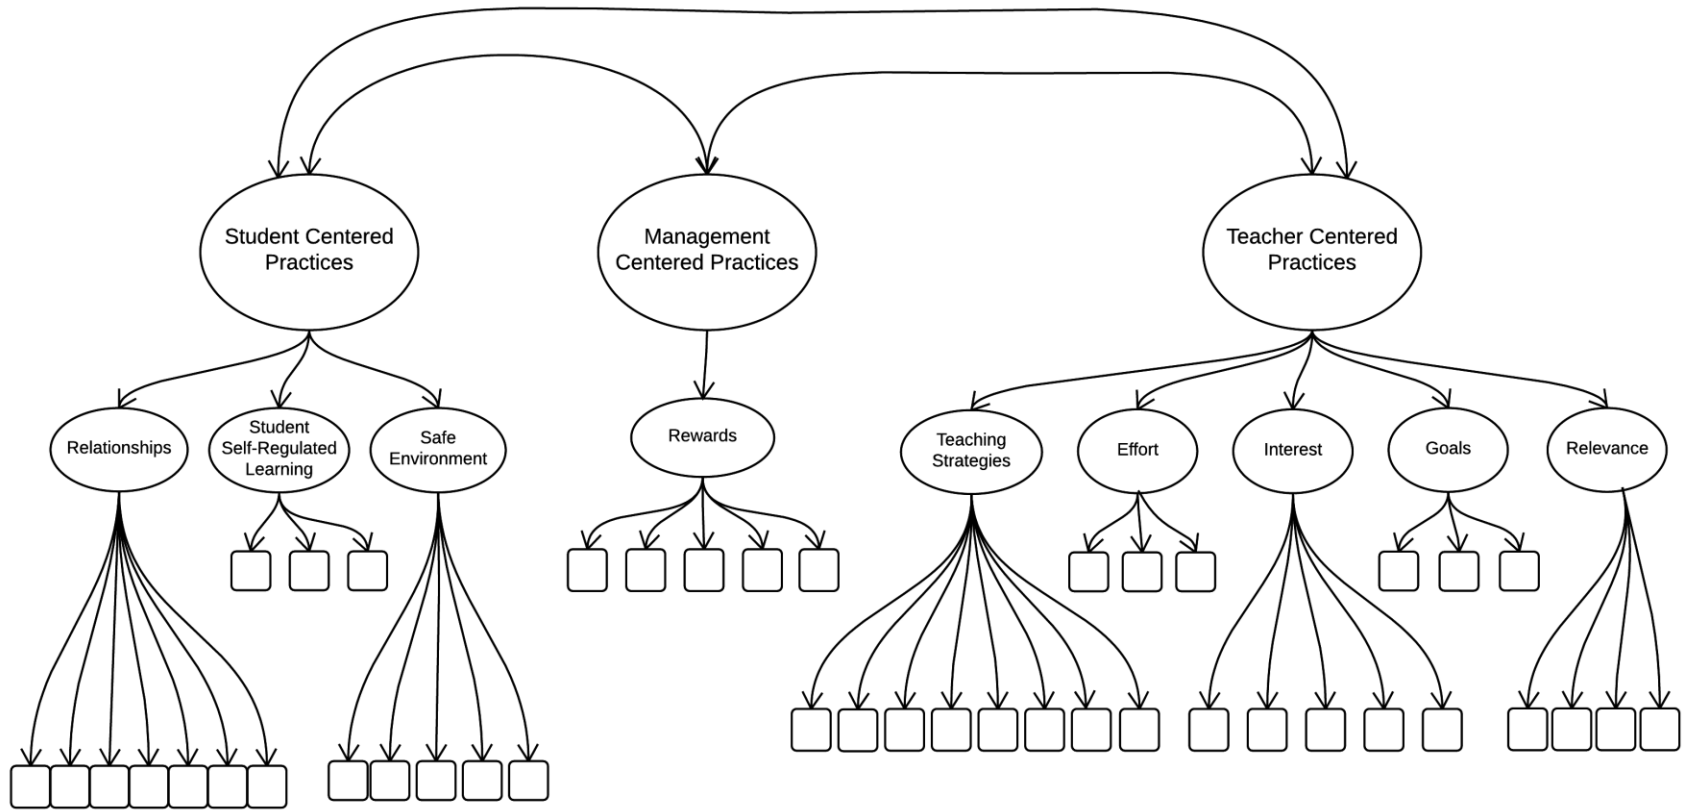 Student Centered
Practices
Management
Centered Practices
Teacher Centered
Practices
Relationships
Student
Self-Regulated
Learning
Safe
Environment
Rewards
Teaching
Strategies
Effort
Interest
Goals
Relevance